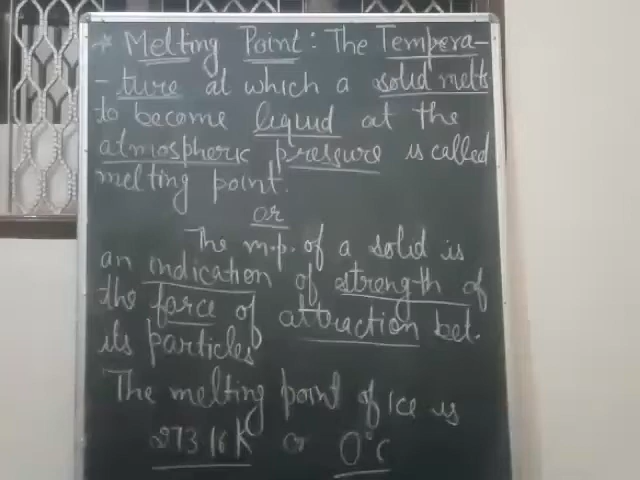 * Melting Point: The Tempera-
-ture at which a solid melts
to become liquid at the
atmospheric pressure is called
melting point.
or
The m.p. of a solid is
an indication of strength of
the force of attraction bet.
its particles
The melting point of ice is
273.16 K or 0°C